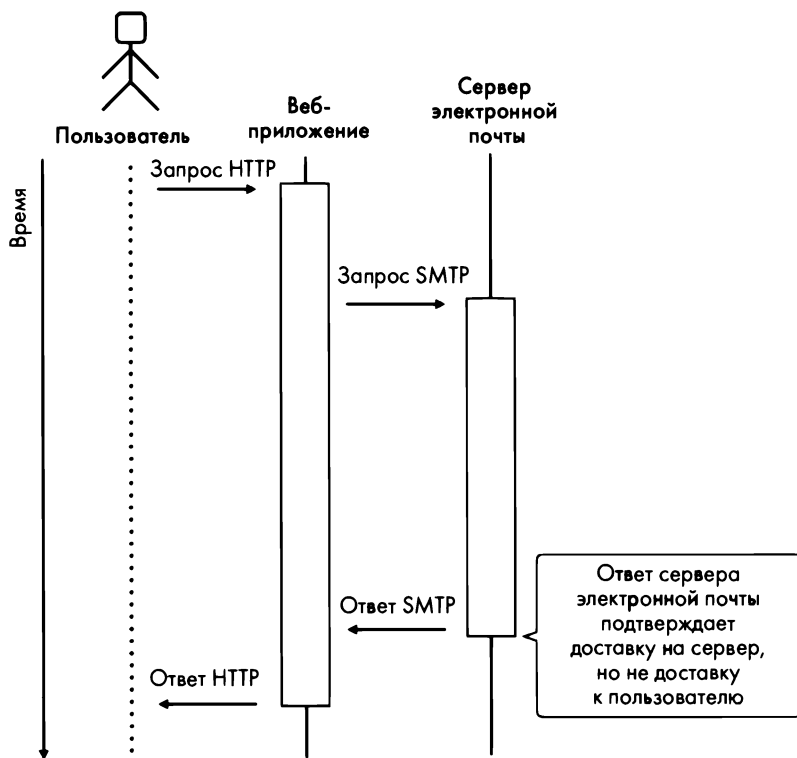 Пользователь
Веб-
приложение
Сервер
электронной
почты
Время
Запрос HTTP
Запрос SMTP
Ответ SMTP
Ответ HTTP
Ответ сервера
электронной почты
подтверждает
доставку на сервер,
но не доставку
к пользователю